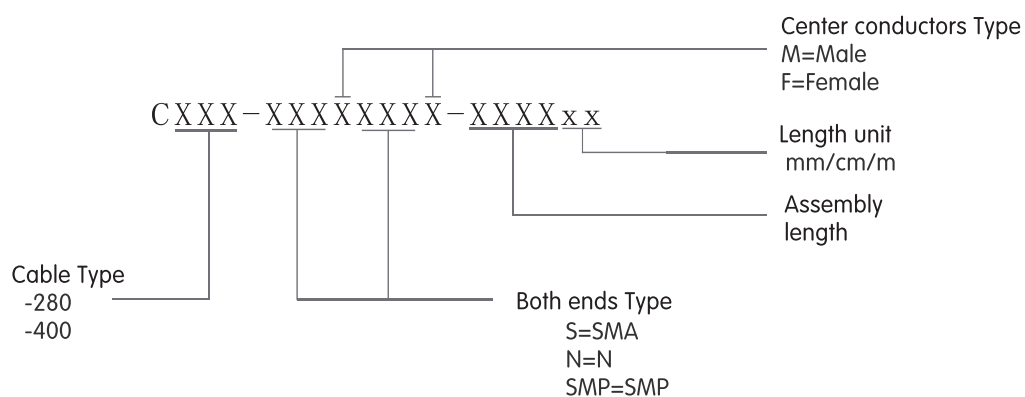 Center conductors Type
M=Male
F=Female
CXXX-XXXXXXXX-XXXXxx
Length unit
mm/cm/m
Assembly
length
Cable Type
-280
-400
Both ends Type
S=SMA
N=N
SMP=SMP